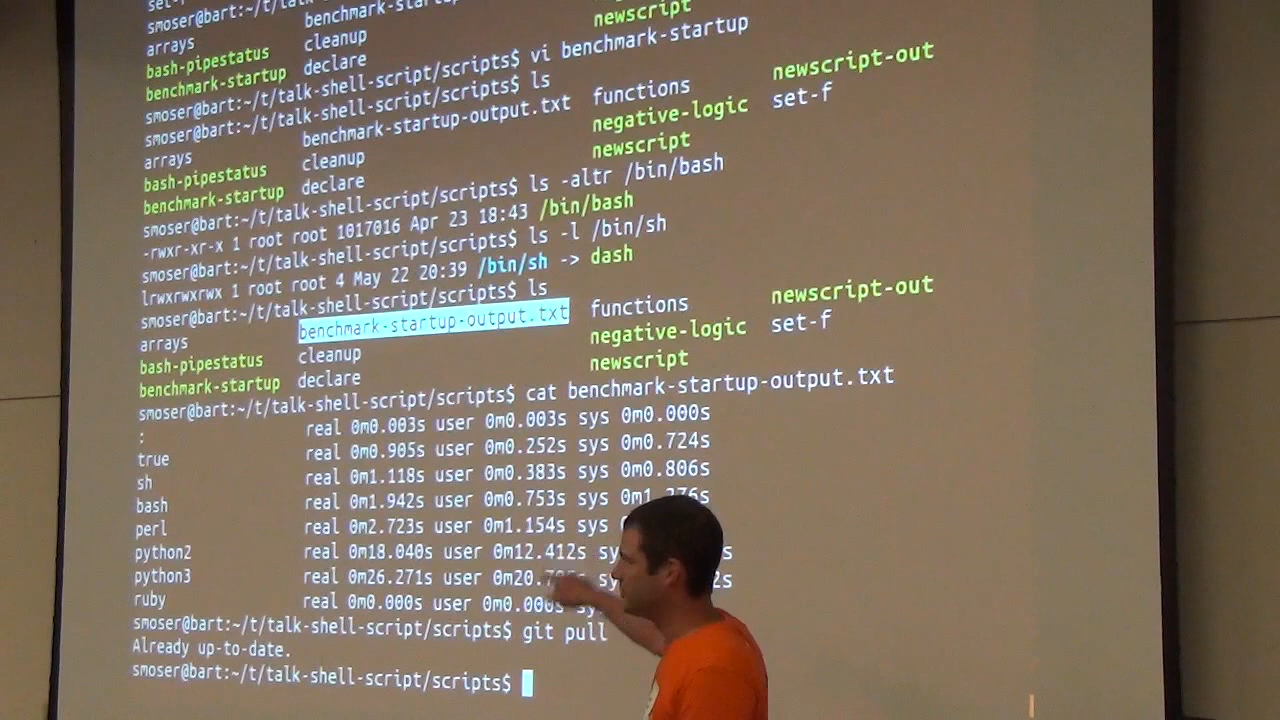 smoser@bart:~/t/talk-shell-script/scripts$ vi benchmark-startup
smoser@bart:~/t/talk-shell-script/scripts$ ls
arrays benchmark-startup-output.txt functions newscript-out
bash-pipestatus cleanup negative-logic set-f
benchmark-startup declare newscript
smoser@bart:~/t/talk-shell-script/scripts$ ls -altr /bin/bash
-rwxr-xr-x 1 root root 1017016 Apr 23 18:43 /bin/bash
smoser@bart:~/t/talk-shell-script/scripts$ ls -l /bin/sh
lrwxrwxrwx 1 root root 4 May 22 20:39 /bin/sh -> dash
smoser@bart:~/t/talk-shell-script/scripts$ ls
arrays benchmark-startup-output.txt functions newscript-out
bash-pipestatus cleanup negative-logic set-f
benchmark-startup declare newscript
smoser@bart:~/t/talk-shell-script/scripts$ cat benchmark-startup-output.txt
: real 0m0.003s user 0m0.003s sys 0m0.000s
true real 0m0.905s user 0m0.252s sys 0m0.724s
sh real 0m1.118s user 0m0.383s sys 0m0.806s
bash real 0m1.942s user 0m0.753s sys
perl real 0m2.723s user 0m1.154s sys
python2 real 0m18.040s user 0m12.412s
python3 real 0m26.271s user
ruby real 0m0.000s user 0m0.000s
smoser@bart:~/t/talk-shell-script/scripts$ git pull
Already up-to-date.
smoser@bart:~/t/talk-shell-script/scripts$